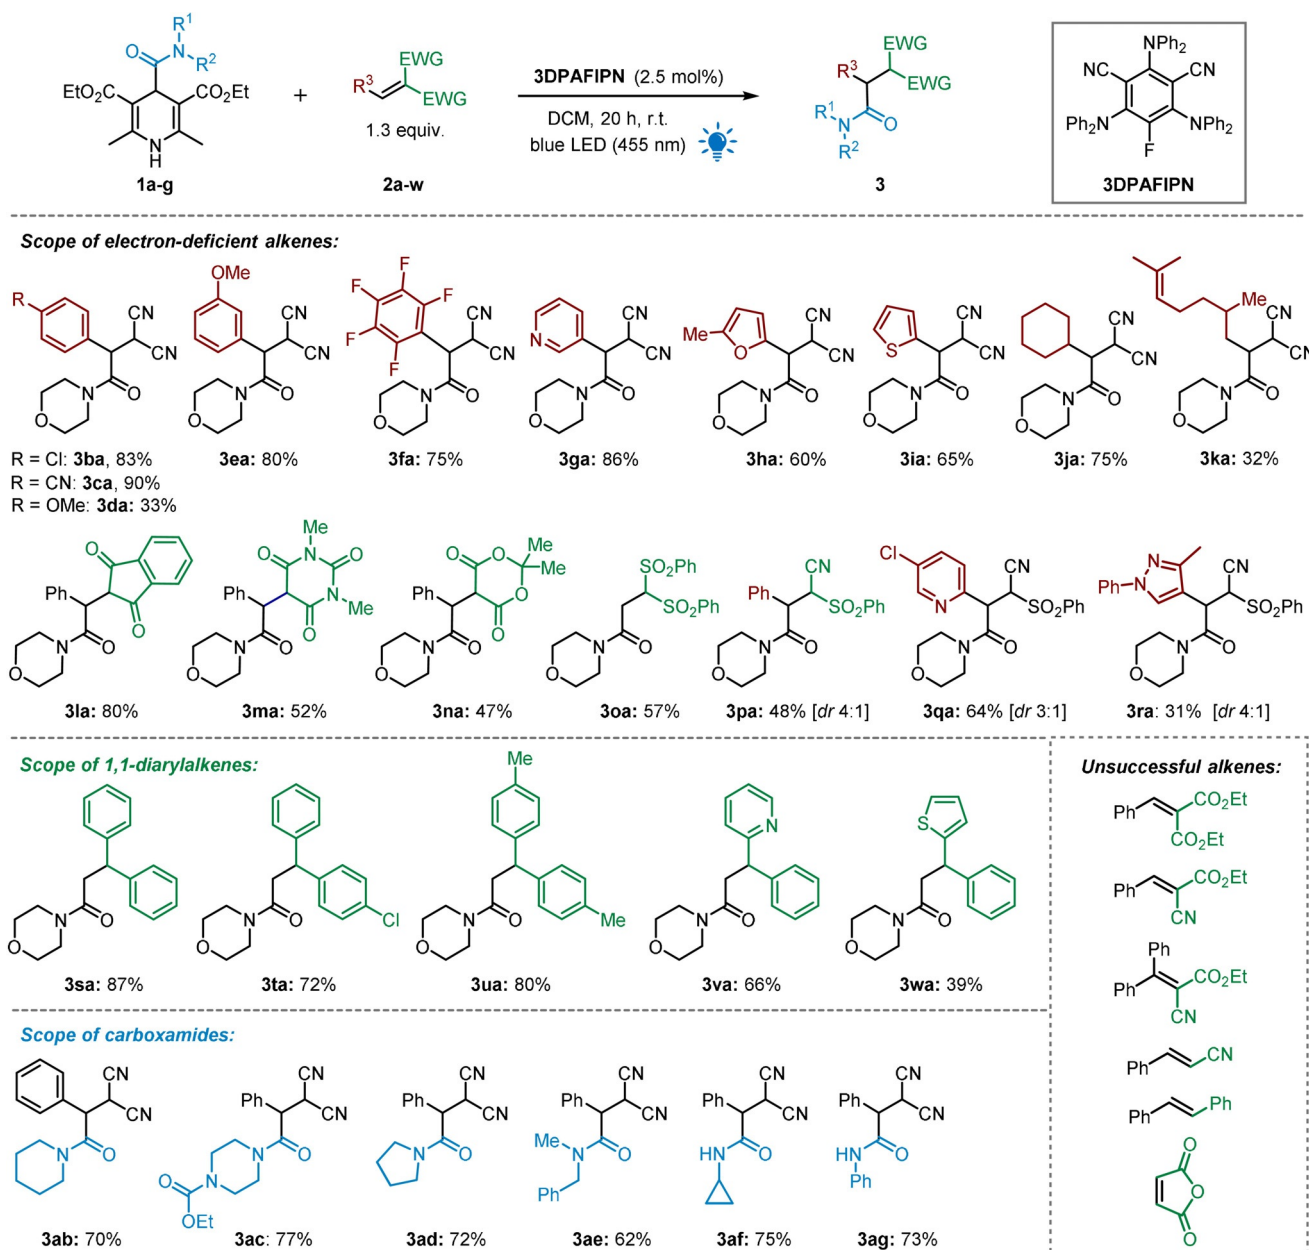 R¹
O N R²
EtO₂C CO₂Et
N
H
1a-g
+
EWG
R³ EWG
1.3 equiv.
2a-w
3DPAFIPN (2.5 mol%)
DCM, 20 h, r.t.
blue LED (455 nm)
EWG
R³ EWG
R¹ N O
R²
3
NPh₂
NC CN
Ph₂N NPh₂
F
3DPAFIPN
Scope of electron-deficient alkenes:
R CN CN N O O
OMe CN CN N O O
F F F F F CN CN N O O
N CN CN N O O
Me O CN CN N O O
S CN CN N O O
CN CN N O O
Me CN CN N O O
R = Cl: 3ba, 83%
R = CN: 3ca, 90%
R = OMe: 3da: 33%
3ea: 80%
3fa: 75%
3ga: 86%
3ha: 60%
3ia: 65%
3ja: 75%
3ka: 32%
O Ph O N O O
Me O N O Ph N Me O N O O
O O Me Ph Me O O N O O
SO₂Ph SO₂Ph N O O
CN Ph SO₂Ph N O O
Cl N CN SO₂Ph N O O
N Ph N CN SO₂Ph N O O
3la: 80%
3ma: 52%
3na: 47%
3oa: 57%
3pa: 48% [dr 4:1]
3qa: 64% [dr 3:1]
3ra: 31% [dr 4:1]
Scope of 1,1-diarylalkenes:
N O O
N O O Cl
Me N O O Me
N N O O
S N O O
3sa: 87%
3ta: 72%
3ua: 80%
3va: 66%
3wa: 39%
Scope of carboxamides:
CN CN N O
Ph CN CN N O N O OEt
Ph CN CN N O
Ph CN CN Me N O Ph
Ph CN CN HN O
Ph CN CN HN O Ph
3ab: 70%
3ac: 77%
3ad: 72%
3ae: 62%
3af: 75%
3ag: 73%
Unsuccessful alkenes:
Ph CO₂Et
CO₂Et
Ph CO₂Et
CN
Ph
Ph CO₂Et
CN
Ph CN
Ph Ph
O
O
O